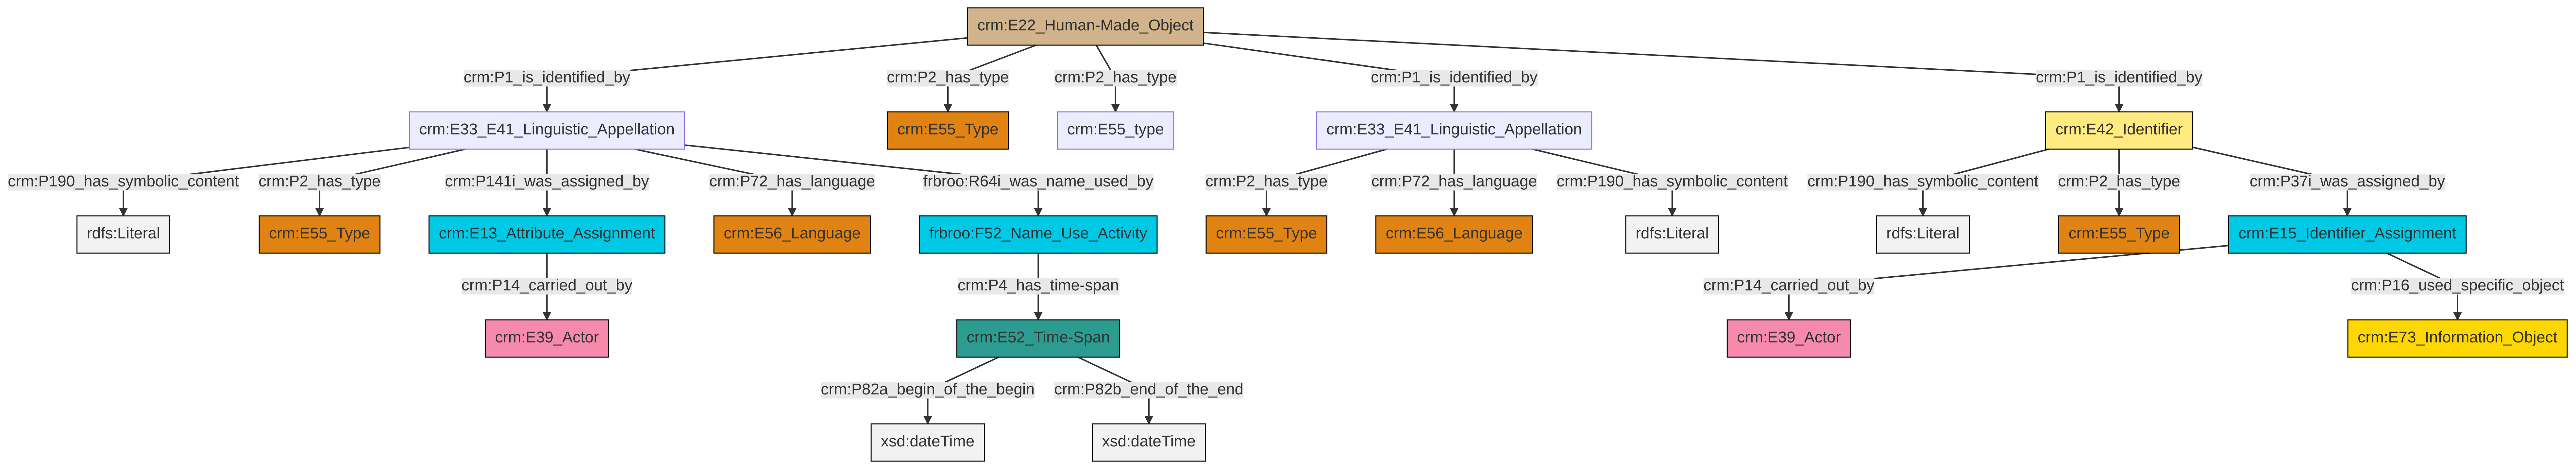 crm:E22_Human-Made_Object
crm:P1_is_identified_by
crm:P2_has_type
crm:P2_has_type
crm:P1_is_identified_by
crm:P1_is_identified_by
crm:E33_E41_Linguistic_Appellation
crm:E55_Type
crm:E55_type
crm:E33_E41_Linguistic_Appellation
crm:E42_Identifier
crm:P190_has_symbolic_content
crm:P2_has_type
crm:P141i_was_assigned_by
crm:P72_has_language
frbroo:R64i_was_name_used_by
crm:P2_has_type
crm:P72_has_language
crm:P190_has_symbolic_content
crm:P190_has_symbolic_content
crm:P2_has_type
crm:P37i_was_assigned_by
rdfs:Literal
crm:E55_Type
crm:E13_Attribute_Assignment
crm:E56_Language
frbroo:F52_Name_Use_Activity
crm:E55_Type
crm:E56_Language
rdfs:Literal
rdfs:Literal
crm:E55_Type
crm:E15_Identifier_Assignment
crm:P14_carried_out_by
crm:P4_has_time-span
crm:P14_carried_out_by
crm:P16_used_specific_object
crm:E39_Actor
crm:E52_Time-Span
crm:E39_Actor
crm:E73_Information_Object
crm:P82a_begin_of_the_begin
crm:P82b_end_of_the_end
xsd:dateTime
xsd:dateTime